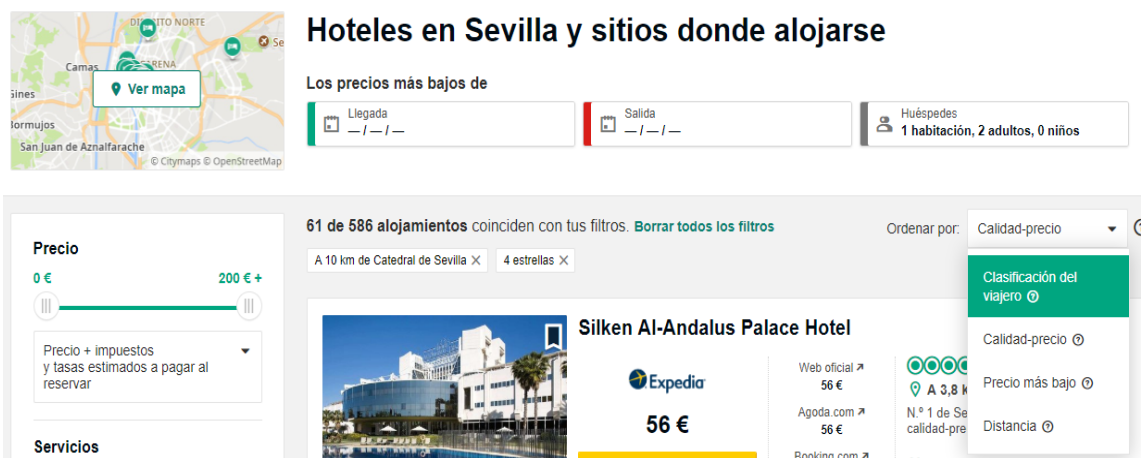 DISTRITO NORTE
Se
Camas
Gines
Ver mapa
Bormujos
San Juan de Aznalfarache
© Citymaps © OpenStreetMap
Hoteles en Sevilla y sitios donde alojarse
Los precios más bajos de
Llegada
—/—/—
Salida
—/—/—
Huéspedes
1 habitación, 2 adultos, 0 niños
61 de 586 alojamientos coinciden con tus filtros. Borrar todos los filtros
Ordenar por: Calidad-precio
A 10 km de Catedral de Sevilla ×
4 estrellas ×
Clasificación del
viajero
Calidad-precio
Precio más bajo
Distancia
Precio
0 € 200 € +
Precio + impuestos
y tasas estimados a pagar al
reservar
Servicios
Silken Al-Andalus Palace Hotel
Expedia
56 €
Web oficial
56 €
Agoda.com
56 €
Booking.com
A 3,8 k
N.º 1 de Se
calidad-pre